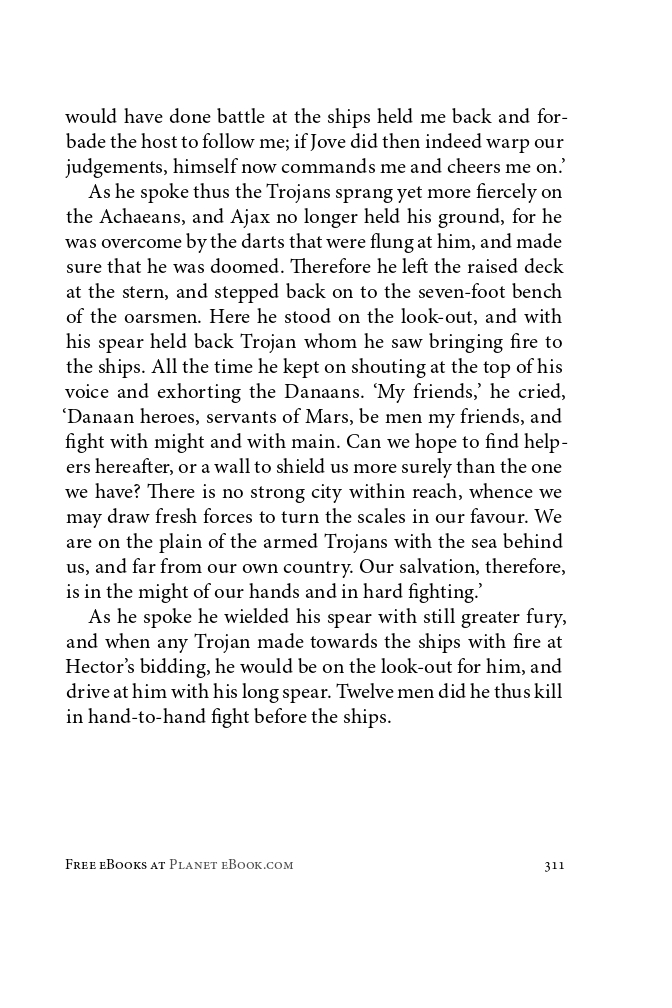 would have done battle at the ships held me back and for-
bade the host to follow me; if Jove did then indeed warp our
judgements, himself now commands me and cheers me on.’
As he spoke thus the Trojans sprang yet more fiercely on
the Achaeans, and Ajax no longer held his ground, for he
was overcome by the darts that were flung at him, and made
sure that he was doomed. Therefore he left the raised deck
at the stern, and stepped back on to the seven-foot bench
of the oarsmen. Here he stood on the look-out, and with
his spear held back Trojan whom he saw bringing fire to
the ships. All the time he kept on shouting at the top of his
voice and exhorting the Danaans. ‘My friends,’ he cried,
‘Danaan heroes, servants of Mars, be men my friends, and
fight with might and with main. Can we hope to find help-
ers hereafter, or a wall to shield us more surely than the one
we have? There is no strong city within reach, whence we
may draw fresh forces to turn the scales in our favour. We
are on the plain of the armed Trojans with the sea behind
us, and far from our own country. Our salvation, therefore,
is in the might of our hands and in hard fighting.’
As he spoke he wielded his spear with still greater fury,
and when any Trojan made towards the ships with fire at
Hector’s bidding, he would be on the look-out for him, and
drive at him with his long spear. Twelve men did he thus kill
in hand-to-hand fight before the ships.
Free eBooks at Planet eBook.com 311